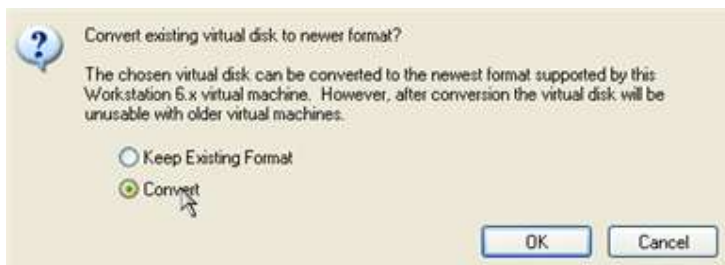 Convert existing virtual disk to newer format?
The chosen virtual disk can be converted to the newest format supported by this
Workstation 6.x virtual machine.  However, after conversion the virtual disk will be
unusable with older virtual machines.
Keep Existing Format
Convert
OK Cancel